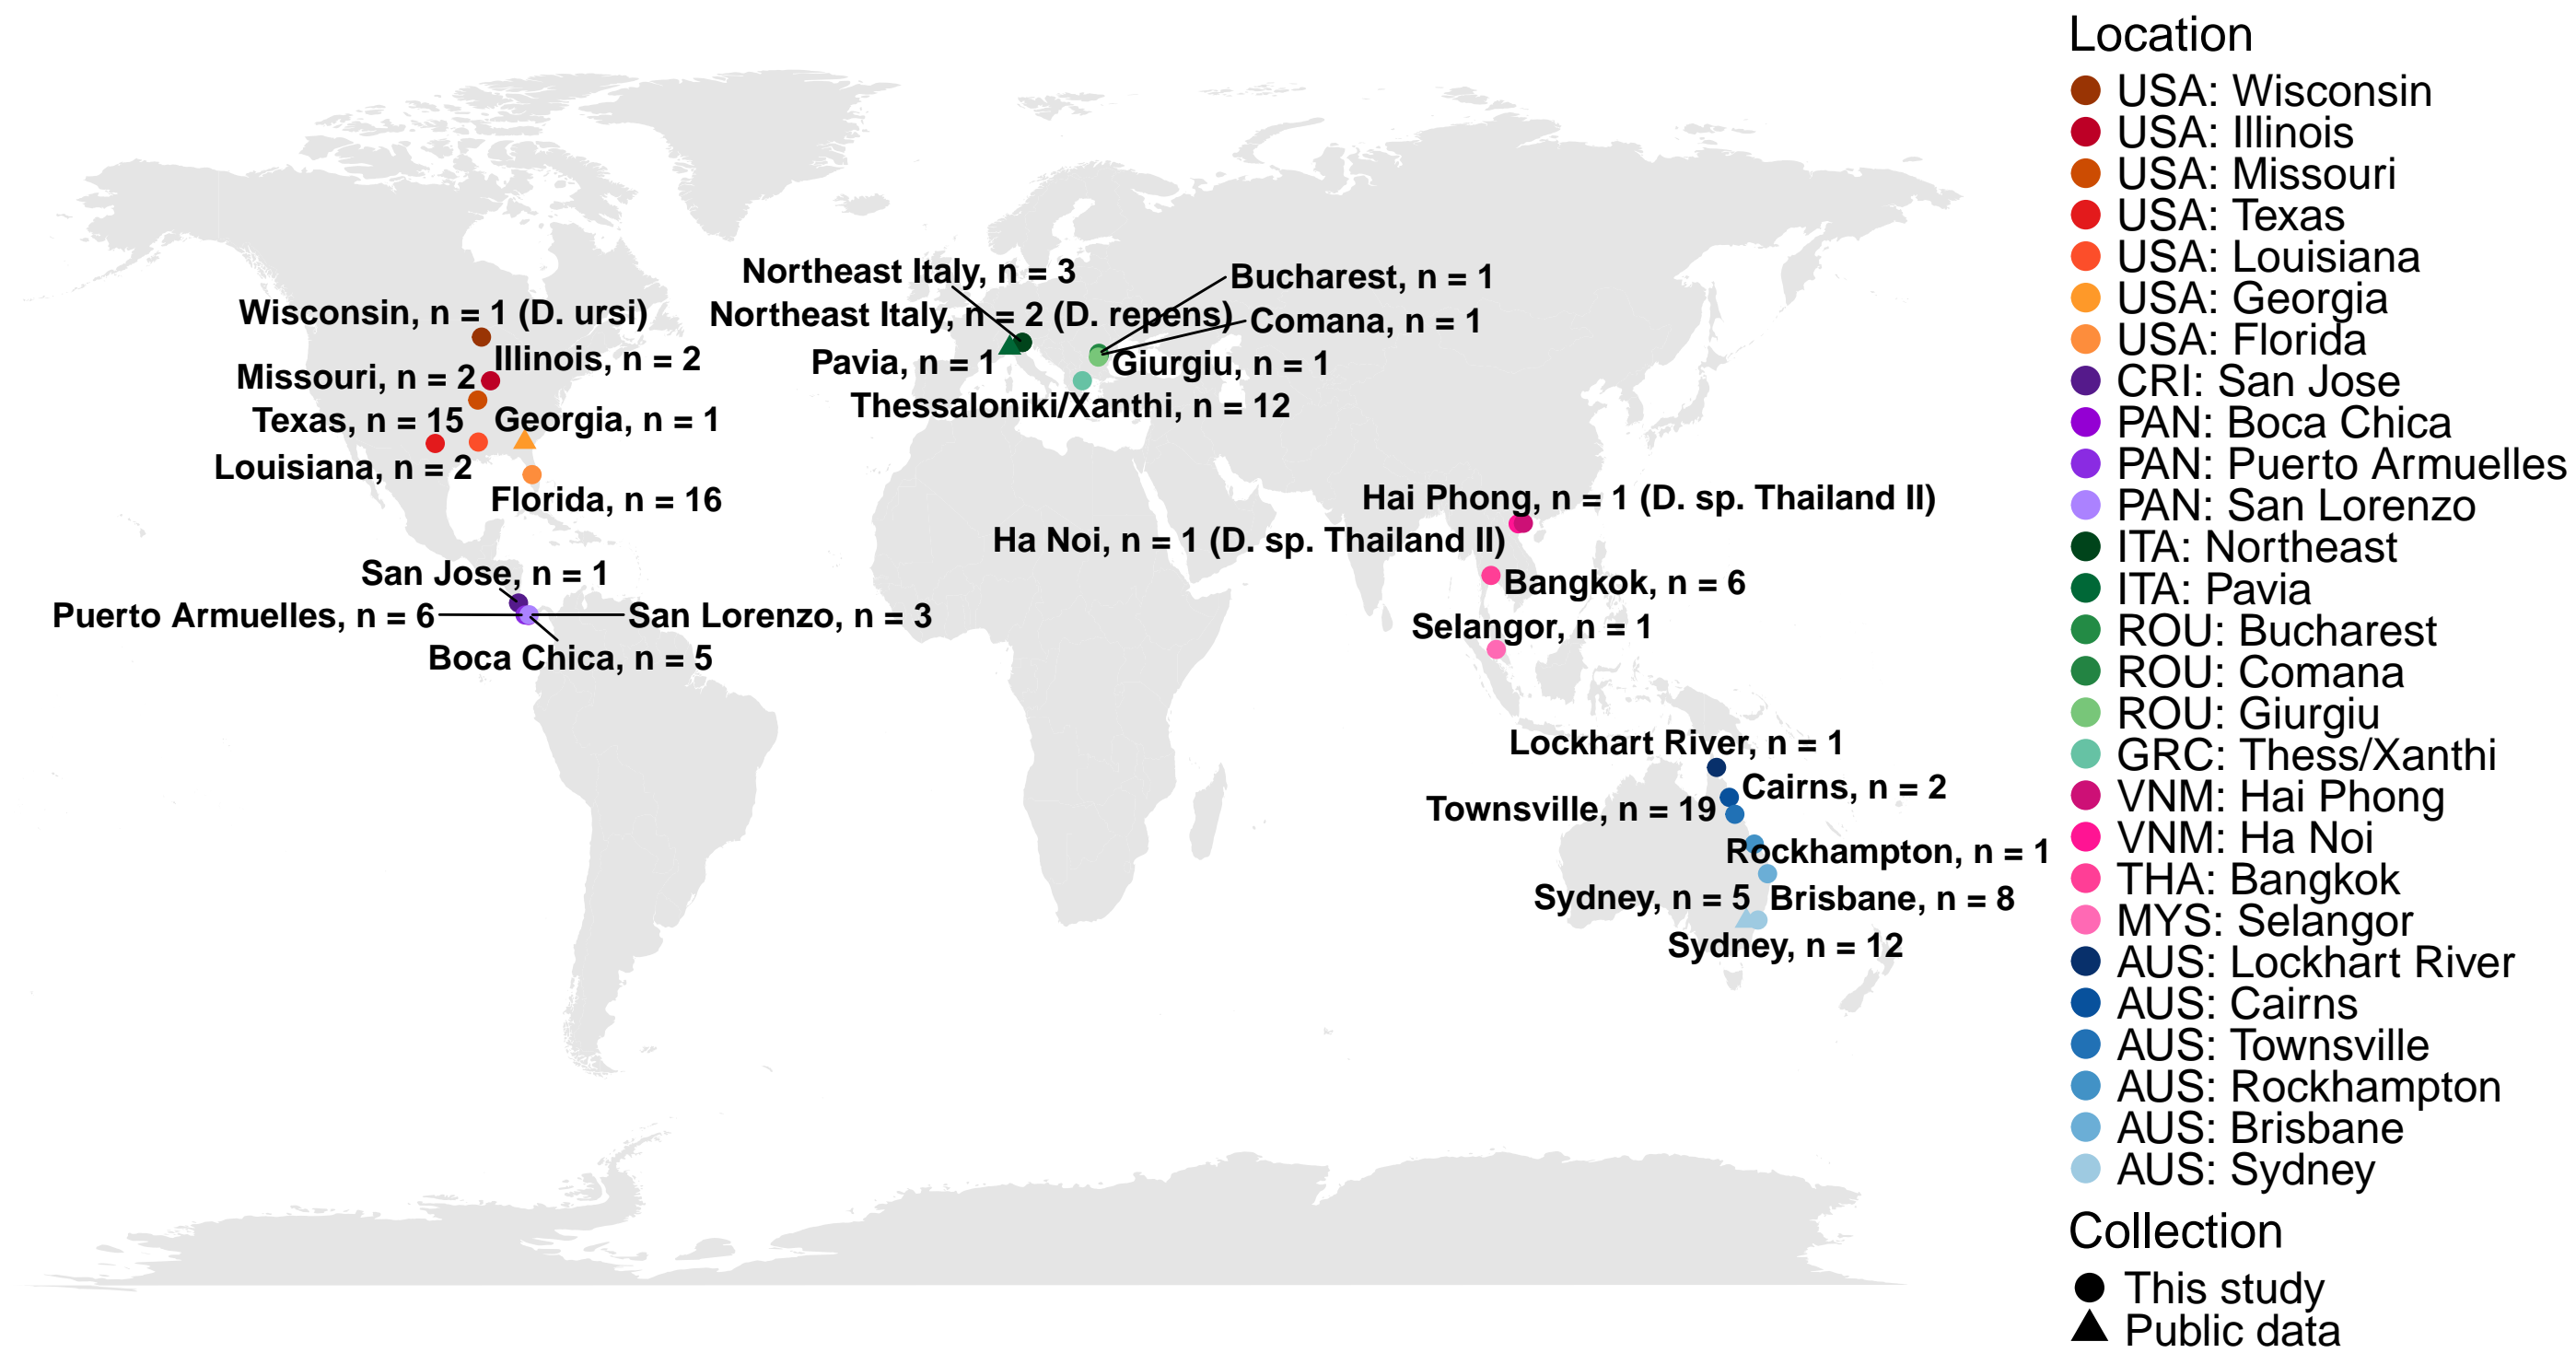 Northeast Italy, n = 3
Bucharest, n = 1
Wisconsin, n = 1 (D. ursi)
Northeast Italy, n = 2 (D. repens)
Comana, n = 1
Illinois, n = 2
Pavia, n = 1
Giurgiu, n = 1
Missouri, n = 2
Thessaloniki/Xanthi, n = 12
Texas, n = 15
Georgia, n = 1
Louisiana, n = 2
Florida, n = 16
Hai Phong, n = 1 (D. sp. Thailand II)
Ha Noi, n = 1 (D. sp. Thailand II)
San Jose, n = 1
Bangkok, n = 6
Puerto Armuelles, n = 6
San Lorenzo, n = 3
Selangor, n = 1
Boca Chica, n = 5
Lockhart River, n = 1
Cairns, n = 2
Townsville, n = 19
Rockhampton, n = 1
Sydney, n = 5
Brisbane, n = 8
Sydney, n = 12
Location
USA: Wisconsin
USA: Illinois
USA: Missouri
USA: Texas
USA: Louisiana
USA: Georgia
USA: Florida
CRI: San Jose
PAN: Boca Chica
PAN: Puerto Armuelles
PAN: San Lorenzo
ITA: Northeast
ITA: Pavia
ROU: Bucharest
ROU: Comana
ROU: Giurgiu
GRC: Thess/Xanthi
VNM: Hai Phong
VNM: Ha Noi
THA: Bangkok
MYS: Selangor
AUS: Lockhart River
AUS: Cairns
AUS: Townsville
AUS: Rockhampton
AUS: Brisbane
AUS: Sydney
Collection
This study
Public data